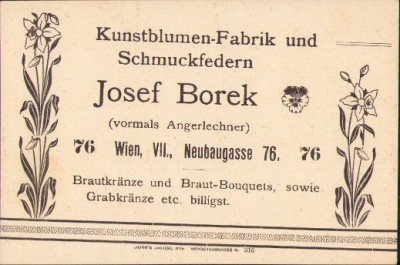 Kunstblumen-Fabrik und
Schmuckfedern
Josef Borek
(vormals Angerlechner)
76 Wien, VII., Neubaugasse 76, 76
Brautkränze und Braut-Bouquets, sowie
Grabkränze etc. billigst.